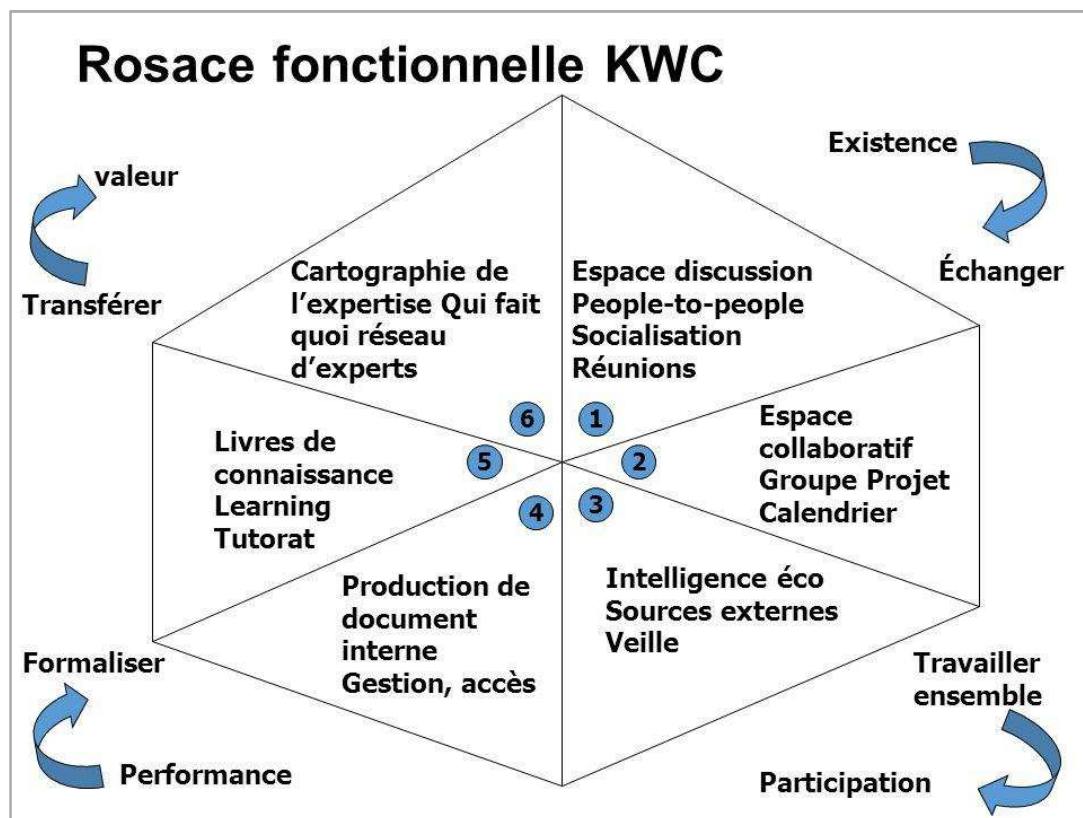 Rosace fonctionnelle KWC
Existence
Échanger
valeur
Transférer
Cartographie de
l’expertise Qui fait
quoi réseau
d’experts
Espace discussion
People-to-people
Socialisation
Réunions
6
1
5
2
4
3
Livres de
connaissance
Learning
Tutorat
Espace
collaboratif
Groupe Projet
Calendrier
Production de
document
interne
Gestion, accès
Intelligence éco
Sources externes
Veille
Formaliser
Performance
Travailler
ensemble
Participation